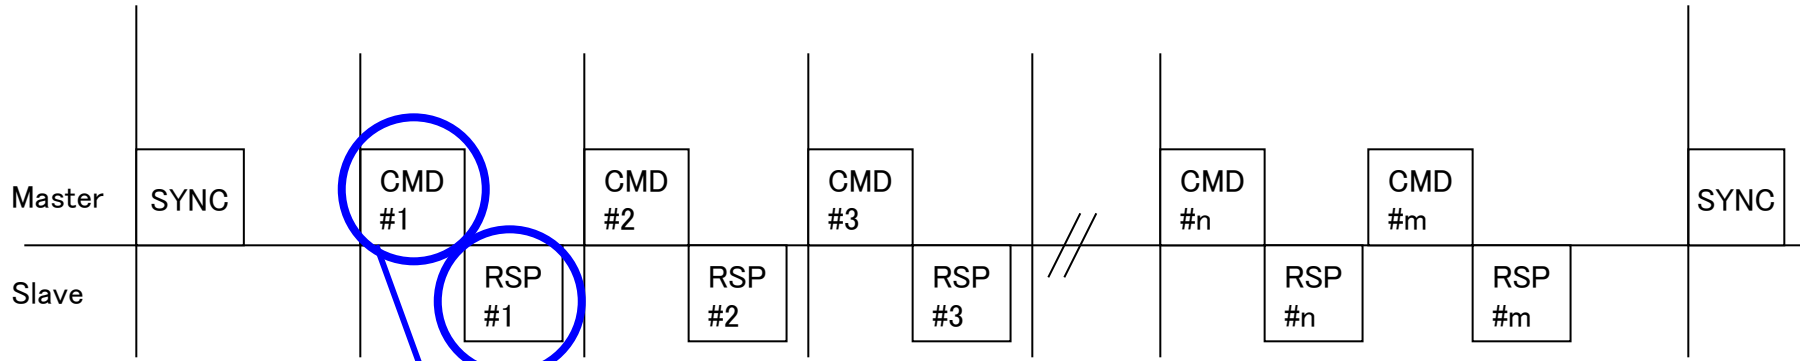 Master
SYNC
CMD
#1
CMD
#2
CMD
#3
CMD
#n
CMD
#m
SYNC
Slave
RSP
#1
RSP
#2
RSP
#3
RSP
#n
RSP
#m